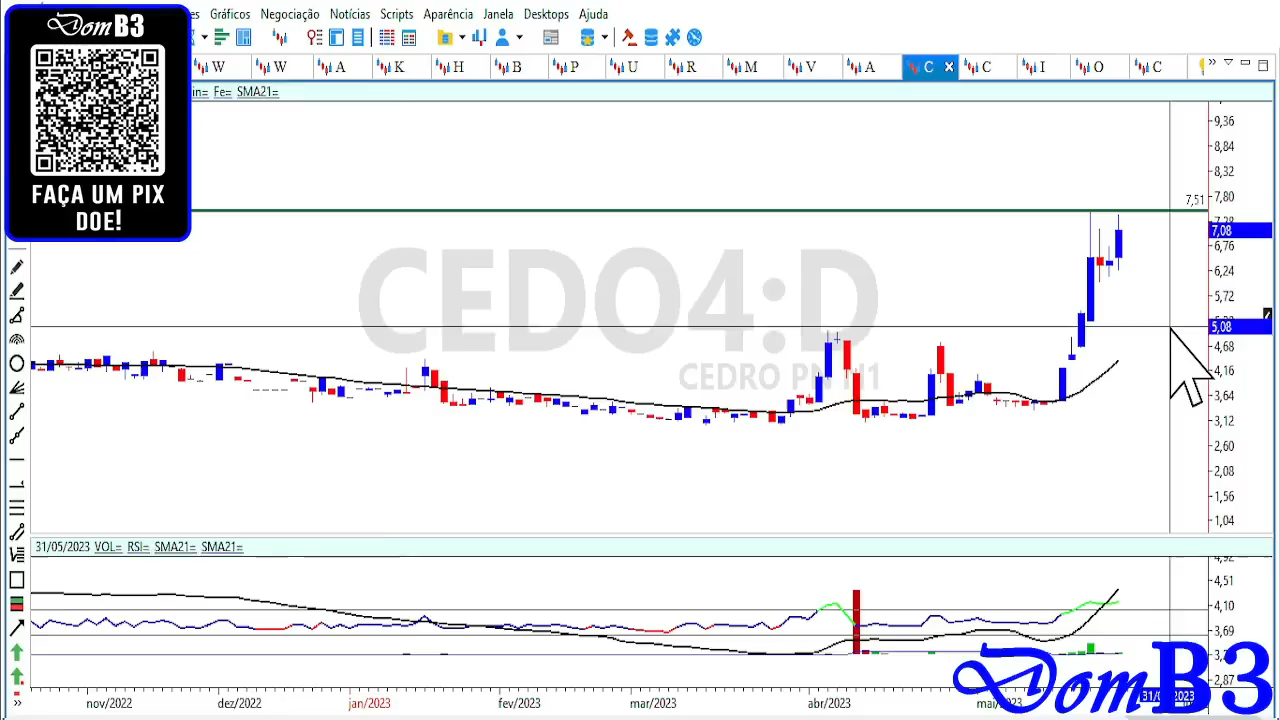 Gráficos Negociação Notícias Scripts Aparência Janela Desktops Ajuda
DomB3
W W A K H B P U R M V A C C I O C
Fe= SMA21=
FAÇA UM PIX
DOE!
CEDO4:D
7,51
9,36
8,84
8,32
7,80
7,08
6,76
6,24
5,72
5,08
4,68
4,16
3,64
3,12
2,60
2,08
1,56
1,04
31/05/2023 VOL= RSI= SMA21= SMA21=
4,92
4,51
4,10
3,69
2,87
DomB3
nov/2022 dez/2022 jan/2023 fev/2023 mar/2023 abr/2023